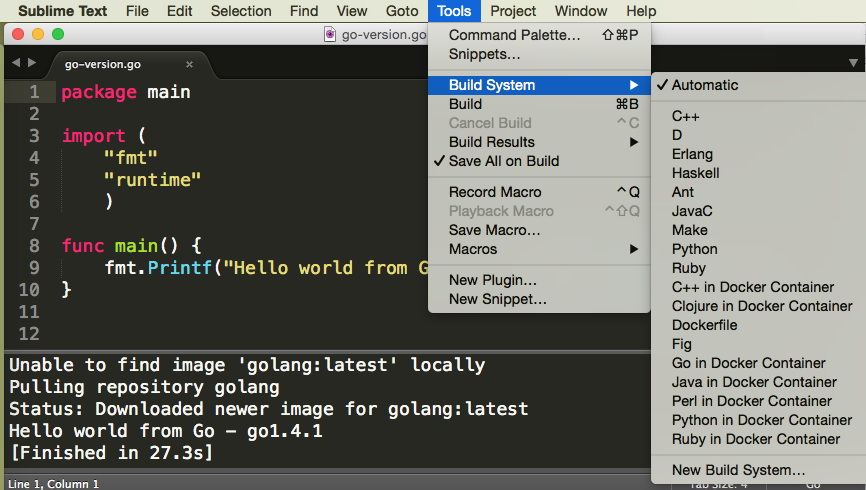 Sublime Text File Edit Selection Find View Goto Tools Project Window Help
go-version.go
go-version.go ×
1 package main
2
3 import (
4 "fmt"
5 "runtime"
6 )
7
8 func main() {
9 fmt.Printf("Hello world from G
10 }
11
12
Command Palette... ⇧⌘P
Snippets...
Build System ▶
Build ⌘B
Cancel Build ^C
Build Results ▶
✓ Save All on Build
Record Macro ^Q
Playback Macro ^⇧Q
Save Macro...
Macros ▶
New Plugin...
New Snippet...
✓ Automatic
C++
D
Erlang
Haskell
Ant
JavaC
Make
Python
Ruby
C++ in Docker Container
Clojure in Docker Container
Dockerfile
Fig
Go in Docker Container
Java in Docker Container
Perl in Docker Container
Python in Docker Container
Ruby in Docker Container
New Build System...
Unable to find image 'golang:latest' locally
Pulling repository golang
Status: Downloaded newer image for golang:latest
Hello world from Go - go1.4.1
[Finished in 27.3s]
Line 1, Column 1 Tab Size: 4 Go